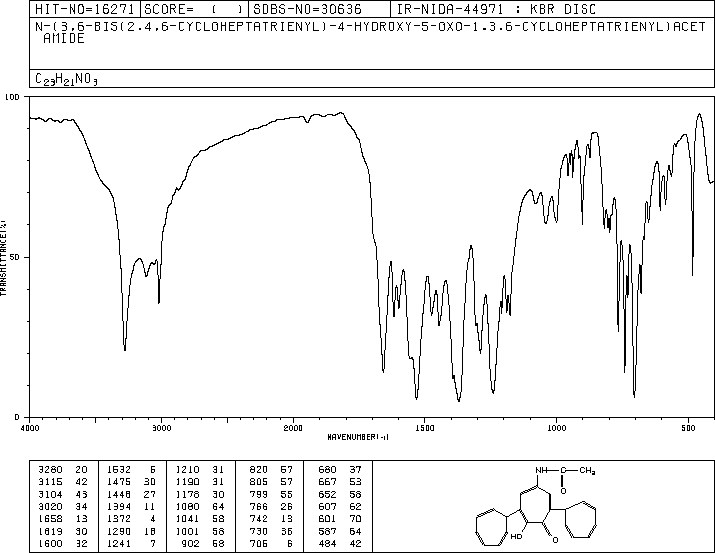 HIT-NO=16271 SCORE= ( ) SDBS-NO=30636 IR-NIDA-44971 : KBR DISC
N-(3,6-BIS(2.4,6-CYCLOHEPTATRIENYL)-4-HYDROXY-5-OXO-1.3.6-CYCLOHEPTATRIENYL)ACET
AMIDE
C23H21NO3
100
50
0
TRANSMITTANCE(%)
4000 3000 2000 1500 1000 500
WAVENUMBER(-1)
3280 20 1532 5 1210 31 820 57 680 37
3115 42 1475 30 1190 31 805 57 667 53
3104 43 1448 27 1178 30 799 55 652 58
3020 34 1394 11 1080 64 766 26 607 62
1658 13 1372 4 1041 58 742 13 601 70
1619 30 1290 18 1001 58 730 36 587 64
1600 32 1241 7 902 58 706 6 484 42
NH C CH3
O
HO O